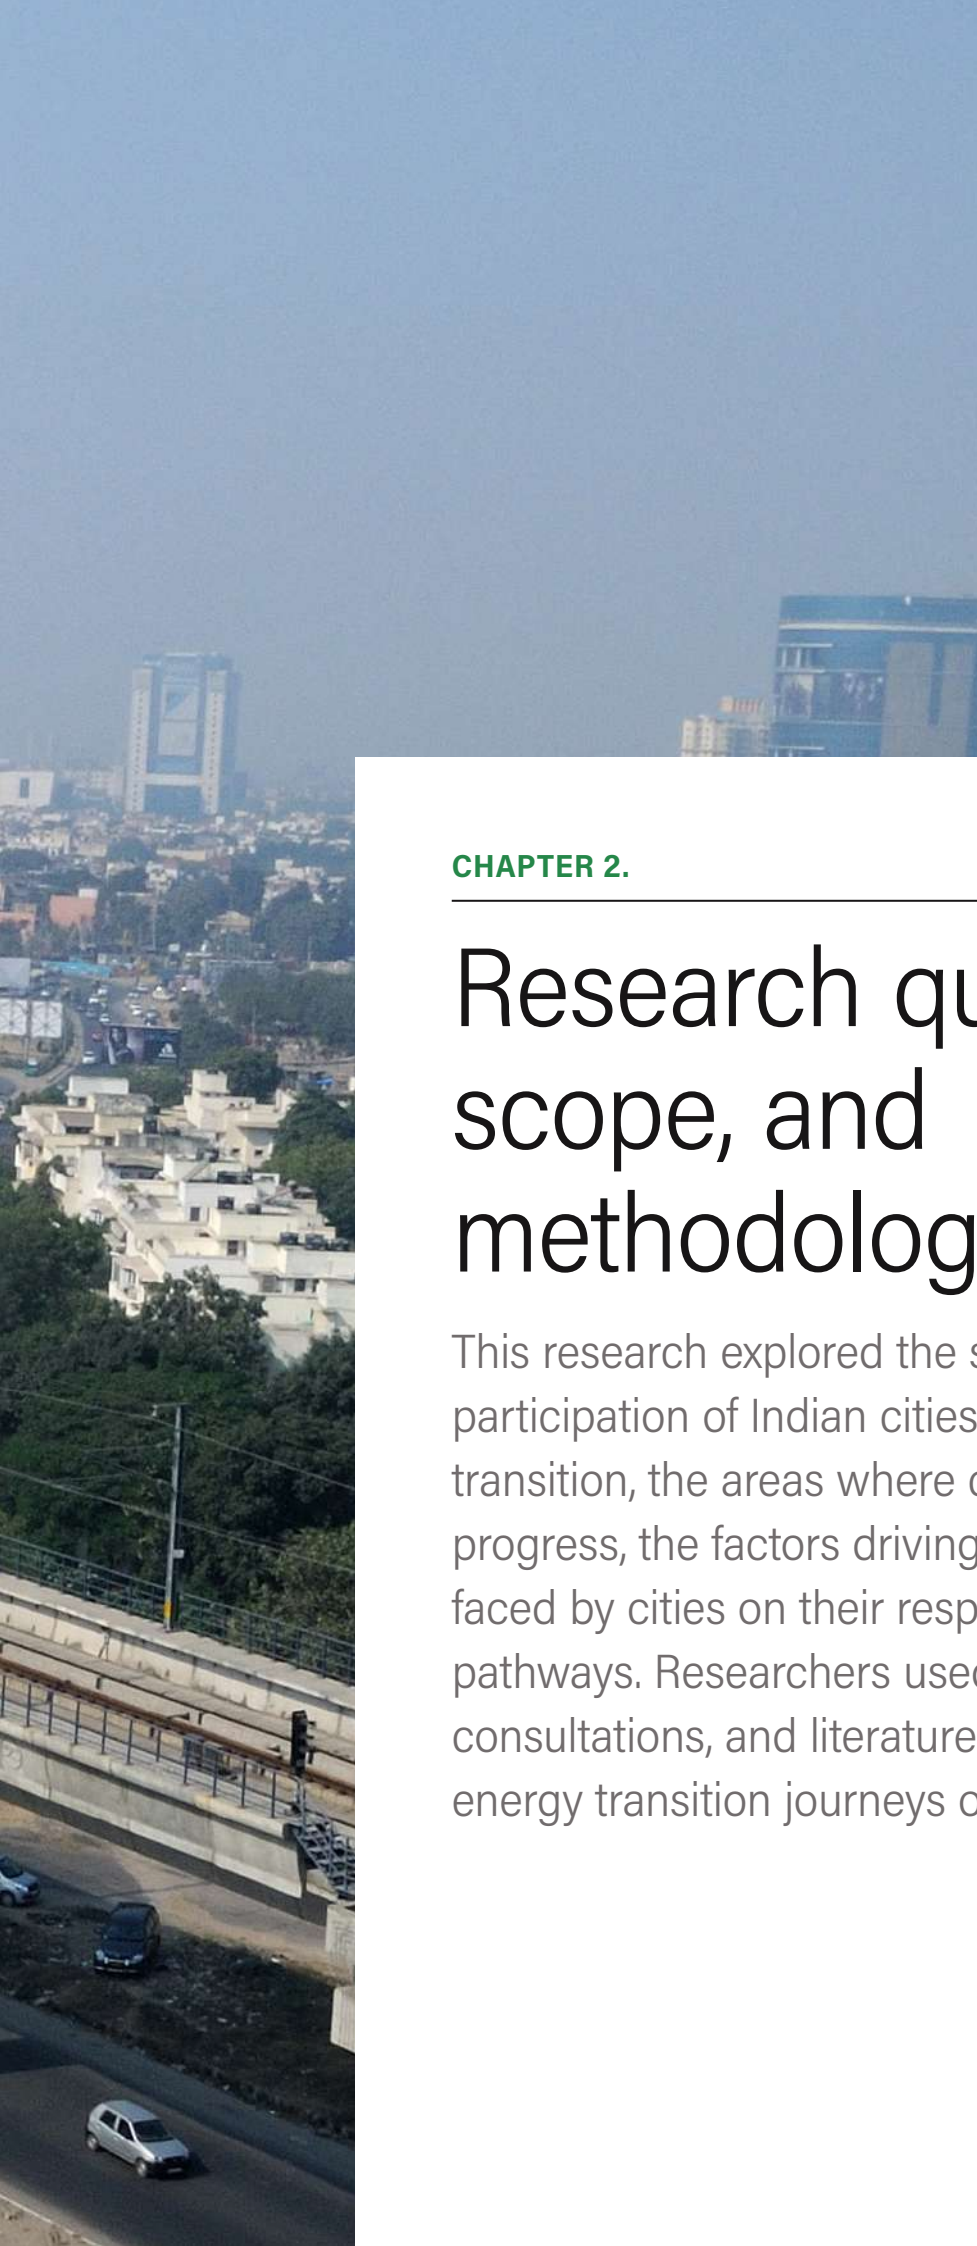 CHAPTER 2.
Research qu
scope, and
methodolog
This research explored the s
participation of Indian cities
transition, the areas where c
progress, the factors driving
faced by cities on their resp
pathways. Researchers used
consultations, and literature
energy transition journeys o